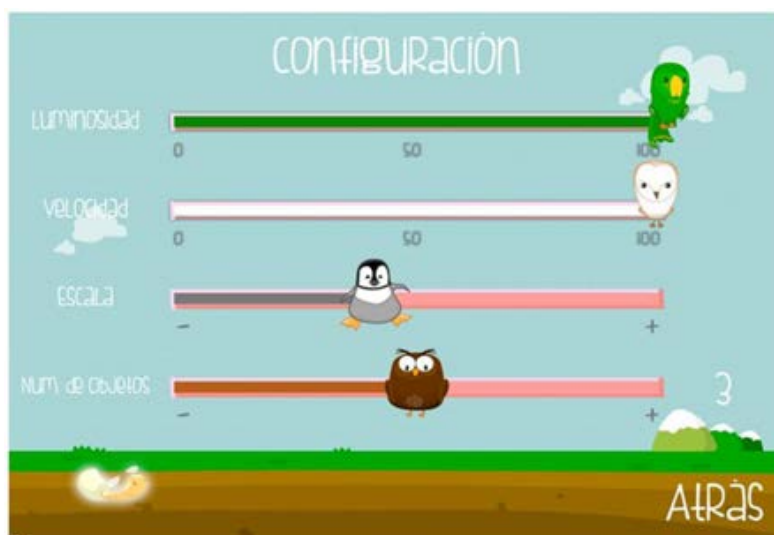 Configuración
Luminosidad
0 50 100
Velocidad
0 50 100
Escala
- +
Num de objetos
3
- +
Atrás